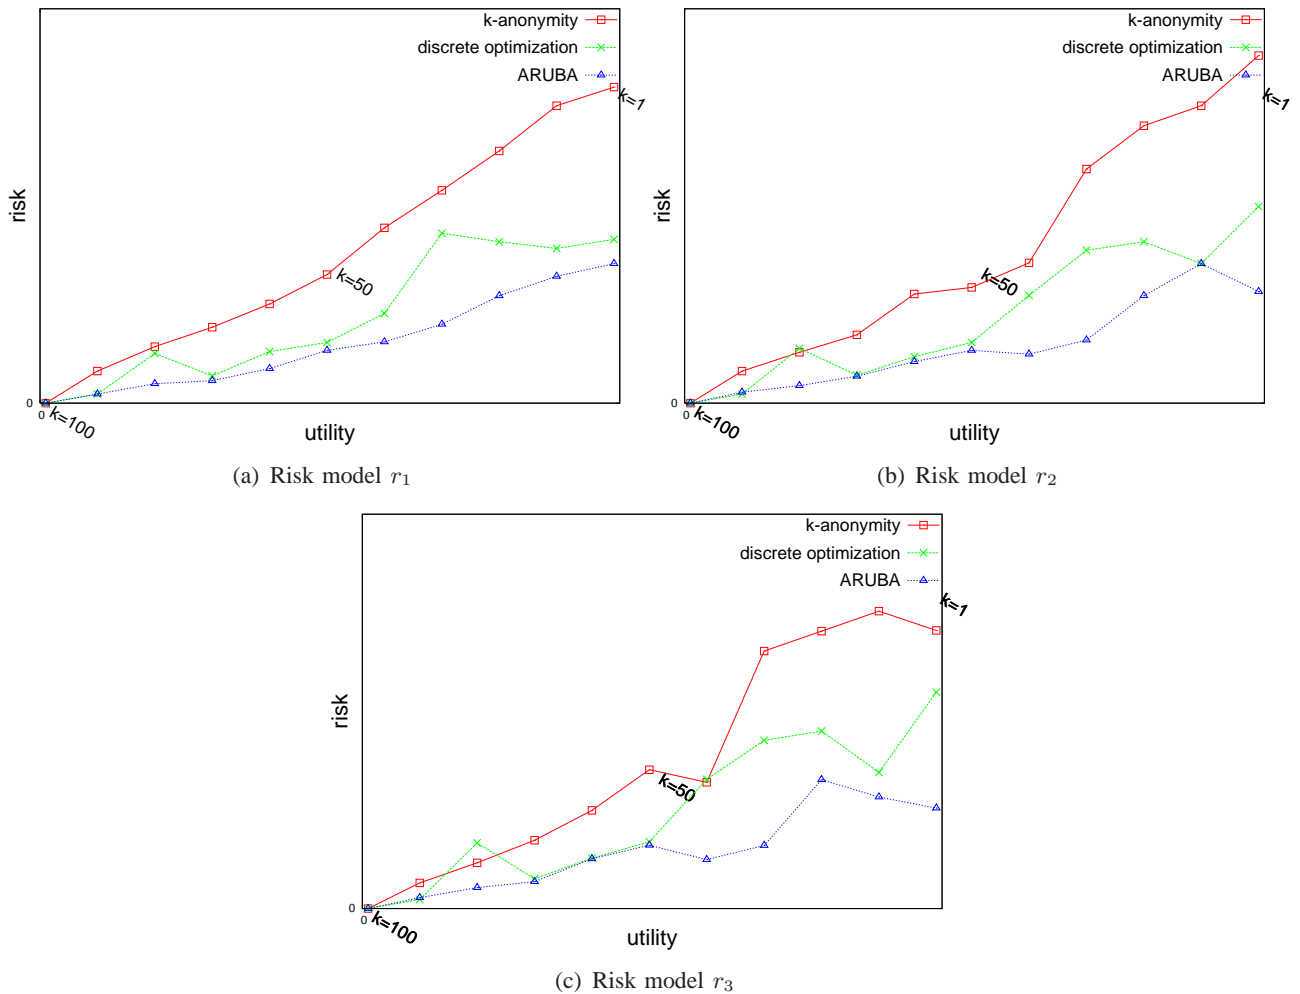 k-anonymity
discrete optimization
ARUBA
k=1
k=50
risk
0
0
k=100
utility
(a) Risk model r₁
k-anonymity
discrete optimization
ARUBA
k=1
k=50
risk
0
0
k=100
utility
(b) Risk model r₂
k-anonymity
discrete optimization
ARUBA
k=1
k=50
risk
0
0
k=100
utility
(c) Risk model r₃